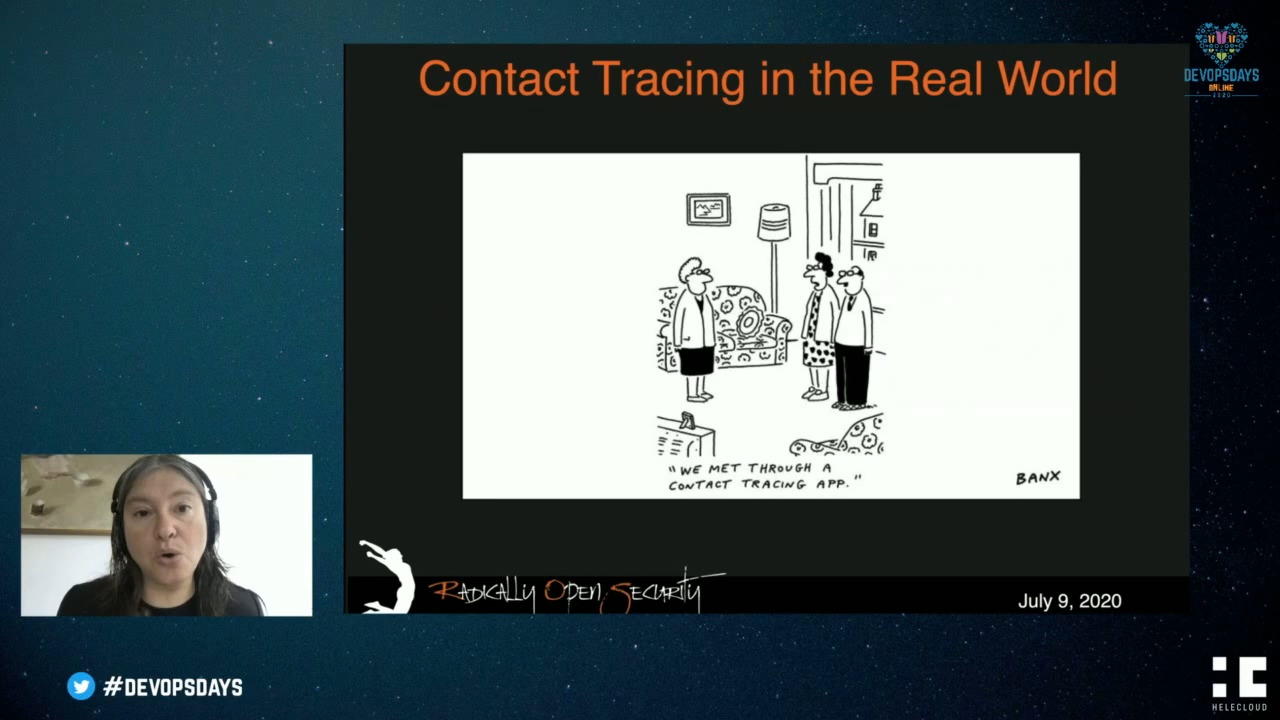 Contact Tracing in the Real World
DEVOPSDAYS
ONLINE
2020
"WE MET THROUGH A
CONTACT TRACING APP."
BANX
RADICALLY OPEN SECURITY
July 9, 2020
#DEVOPSDAYS
HELECLOUD